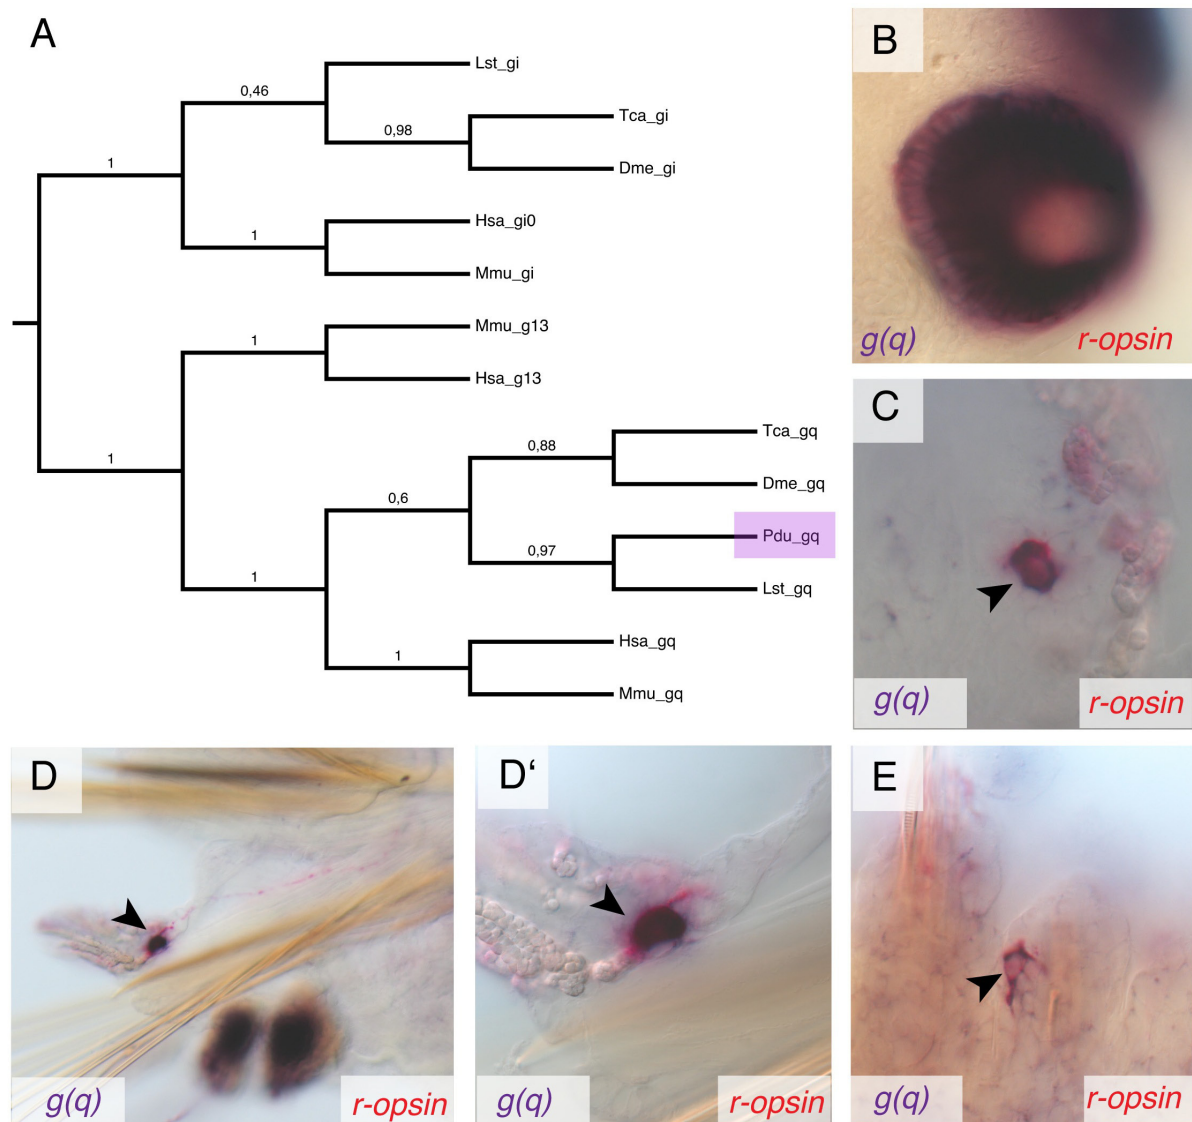 A
Lst_gi
0,46
Tca_gi
0,98
Dme_gi
1
Hsa_gi0
1
Mmu_gi
Mmu_g13
1
Hsa_g13
1
Tca_gq
0,88
Dme_gq
0,6
Pdu_gq
0,97
Lst_gq
1
Hsa_gq
1
Mmu_gq
B
g(q) r-opsin
C
g(q) r-opsin
D
g(q) r-opsin
D‘
g(q) r-opsin
E
g(q) r-opsin